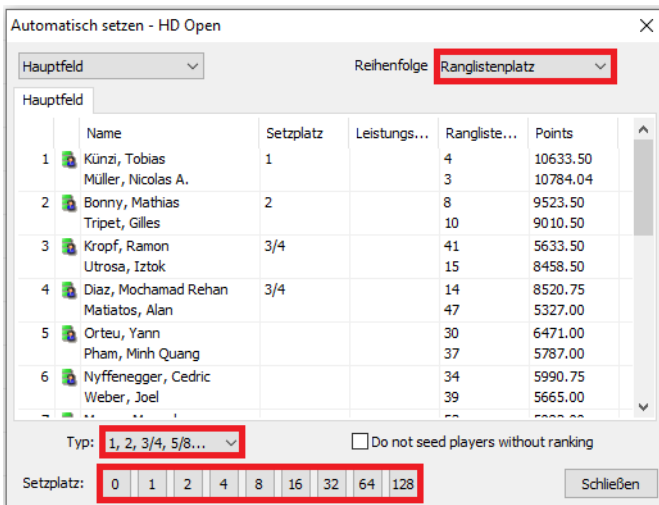 Automatisch setzen - HD Open
Hauptfeld Reihenfolge Ranglistenplatz
Hauptfeld
Name Setzplatz Leistungs... Rangliste... Points
1 Künzi, Tobias 1 4 10633.50
Müller, Nicolas A. 3 10784.04
2 Bonny, Mathias 2 8 9523.50
Tripet, Gilles 10 9010.50
3 Kropf, Ramon 3/4 41 5633.50
Utrosa, Iztok 15 8458.50
4 Diaz, Mochamad Rehan 3/4 14 8520.75
Matiatos, Alan 47 5327.00
5 Orteu, Yann 30 6471.00
Pham, Minh Quang 37 5787.00
6 Nyffenegger, Cedric 34 5990.75
Weber, Joel 39 5665.00
Typ: 1, 2, 3/4, 5/8... Do not seed players without ranking
Setzplatz: 0 1 2 4 8 16 32 64 128 Schließen